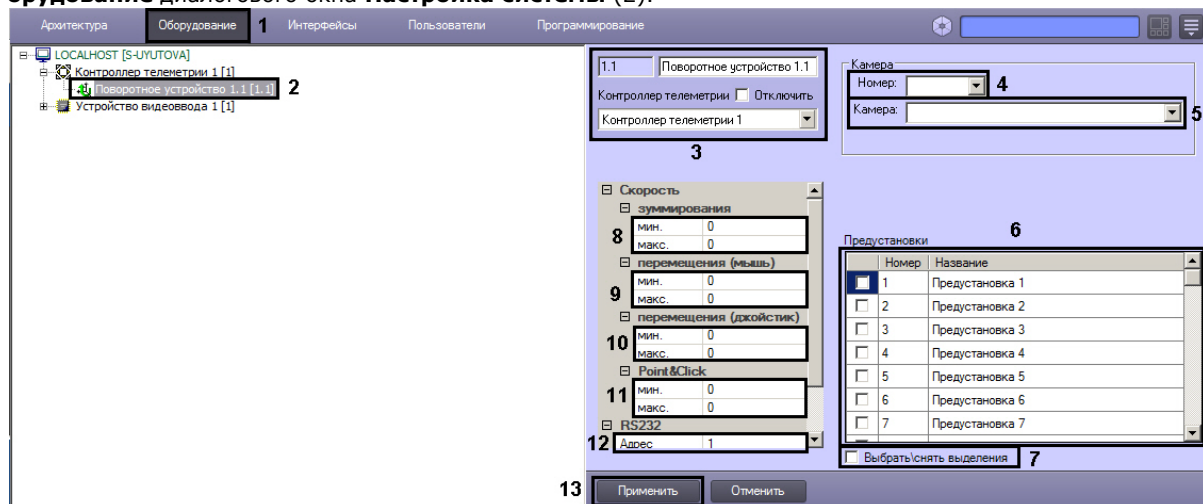 орудование диалогового окна Настройка системы (2).
Архитектура Оборудование 1 Интерфейсы Пользователи Программирование
LOCALHOST [S-UYUTOVA]
Контроллер телеметрии 1 [1]
Поворотное устройство 1.1 [1.1] 2
Устройство видеоввода 1 [1]
1.1 Поворотное устройство 1.1
Контроллер телеметрии Отключить
Контроллер телеметрии 1
3
Камера
Номер: 4
Камера: 5
Скорость
зуммирования
мин. 0
8
макс. 0
перемещения (мышь)
мин. 0
9
макс. 0
перемещения (джойстик)
мин. 0
10
макс. 0
Point&Click
мин. 0
11
макс. 0
RS232
12 Адрес 1
6
Предустановки
Номер Название
1 Предустановка 1
2 Предустановка 2
3 Предустановка 3
4 Предустановка 4
5 Предустановка 5
6 Предустановка 6
7 Предустановка 7
Выбрать\снять выделения 7
13 Применить Отменить